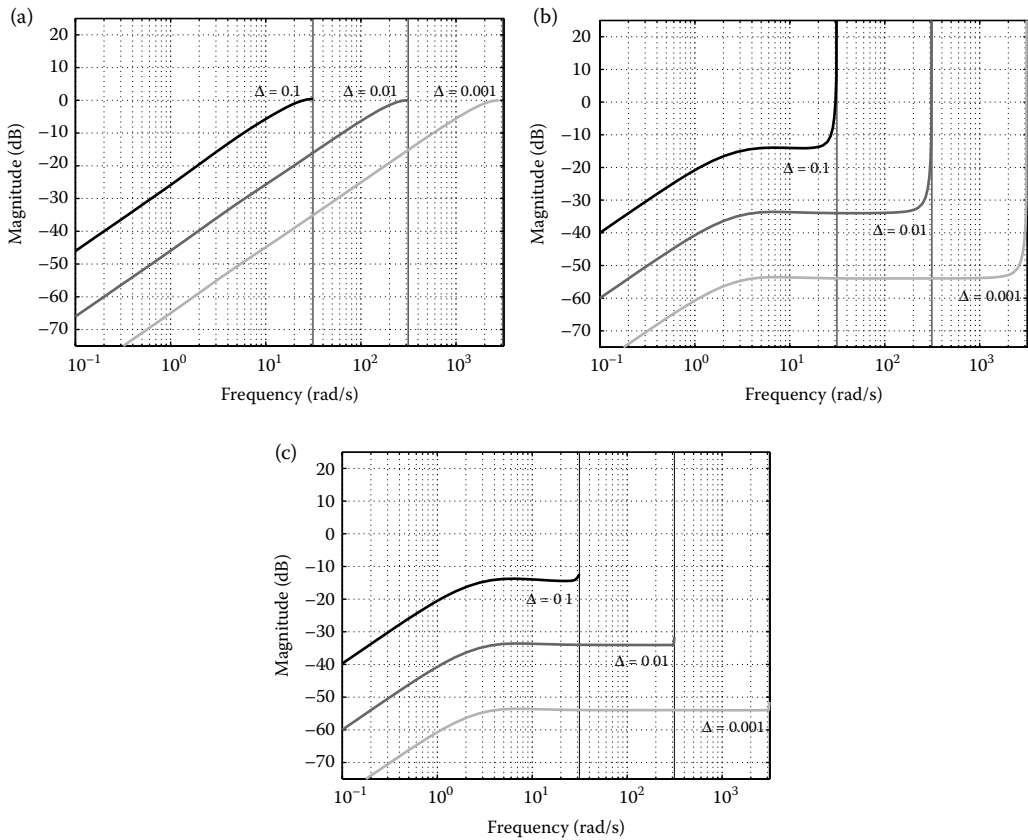 (a)
20
10
0
−10
−20
−30
−40
−50
−60
−70
Magnitude (dB)
Δ = 0.1
Δ = 0.01
Δ = 0.001
10⁻¹
10⁰
10¹
10²
10³
Frequency (rad/s)
(b)
20
10
0
−10
−20
−30
−40
−50
−60
−70
Magnitude (dB)
Δ = 0.1
Δ = 0 01
Δ = 0.001
10⁻¹
10⁰
10¹
10²
10³
Frequency (rad/s)
(c)
20
10
0
−10
−20
−30
−40
−50
−60
−70
Magnitude (dB)
Δ = 0 1
Δ = 0 01
Δ = 0.001
10⁻¹
10⁰
10¹
10²
10³
Frequency (rad/s)